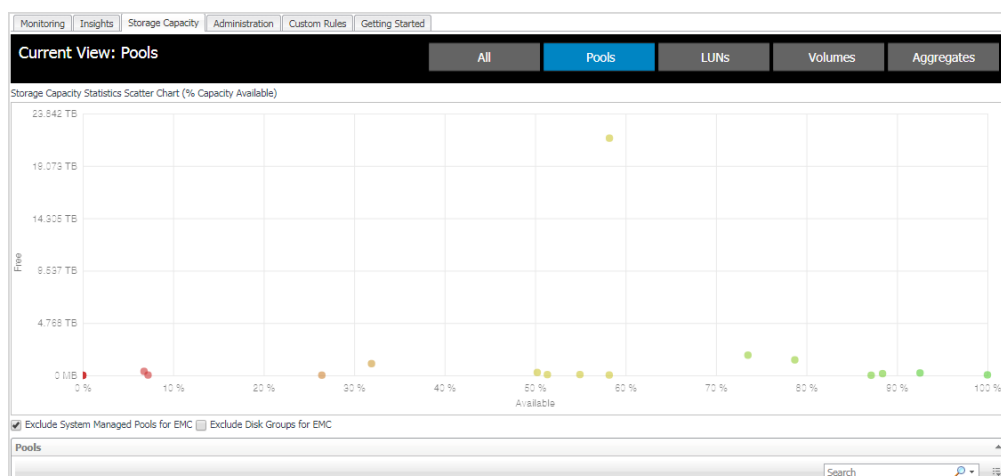 Monitoring Insights Storage Capacity Administration Custom Rules Getting Started
Current View: Pools All Pools LUNs Volumes Aggregates
Storage Capacity Statistics Scatter Chart (% Capacity Available)
23.842 TB
19.073 TB
14.305 TB
9.537 TB
4.768 TB
0 MB
Free
0 % 10 % 20 % 30 % 40 % 50 % 60 % 70 % 80 % 90 % 100 %
Available
Exclude System Managed Pools for EMC Exclude Disk Groups for EMC
Pools
Search